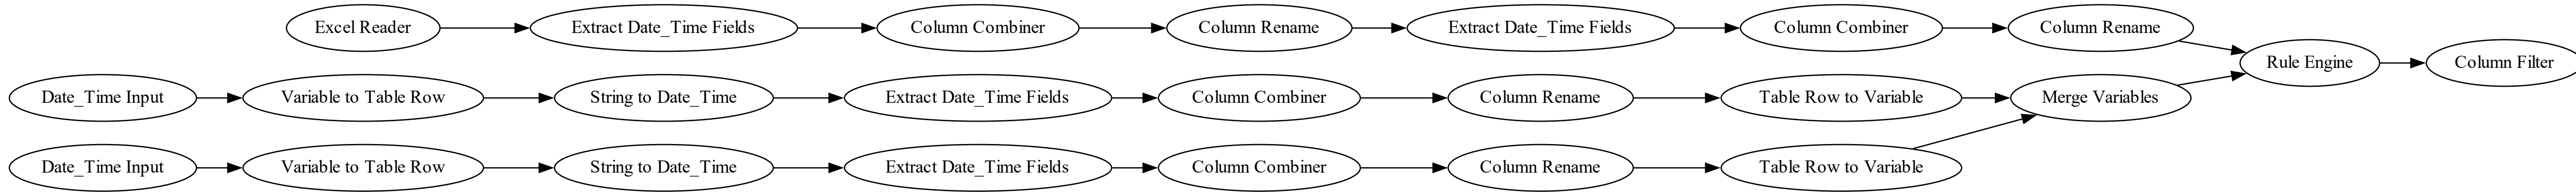 Excel Reader
Extract Date_Time Fields
Column Combiner
Column Rename
Extract Date_Time Fields
Column Combiner
Column Rename
Rule Engine
Column Filter
Date_Time Input
Variable to Table Row
String to Date_Time
Extract Date_Time Fields
Column Combiner
Column Rename
Table Row to Variable
Merge Variables
Date_Time Input
Variable to Table Row
String to Date_Time
Extract Date_Time Fields
Column Combiner
Column Rename
Table Row to Variable